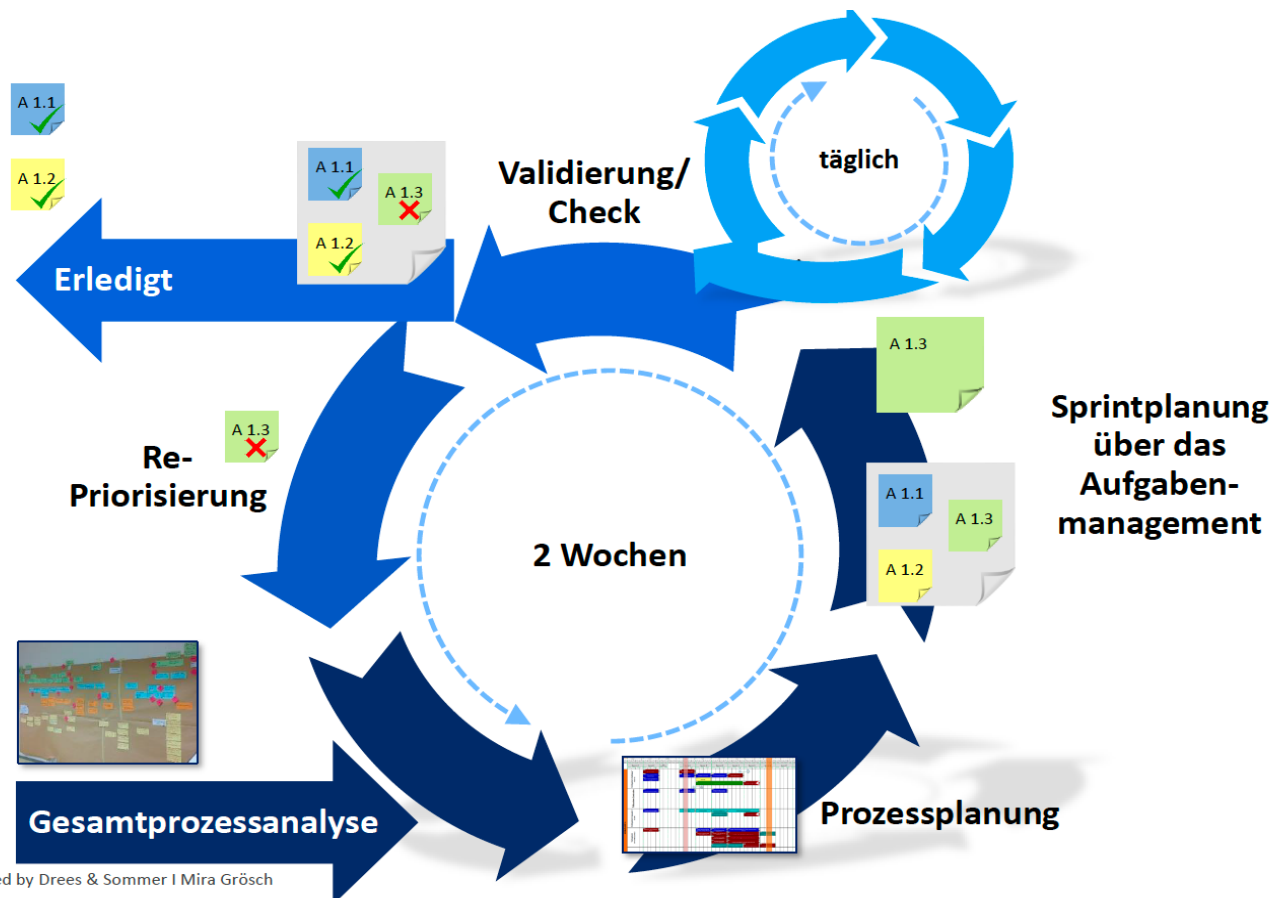 A 1.1
A 1.2
A 1.1
A 1.3
A 1.2
Validierung/
Check
täglich
Erledigt
A 1.3
Re-
Priorisierung
A 1.3
Sprintplanung
über das
Aufgaben-
management
A 1.1
A 1.3
A 1.2
2 Wochen
Gesamtprozessanalyse
Prozessplanung
ed by Drees & Sommer I Mira Grösch